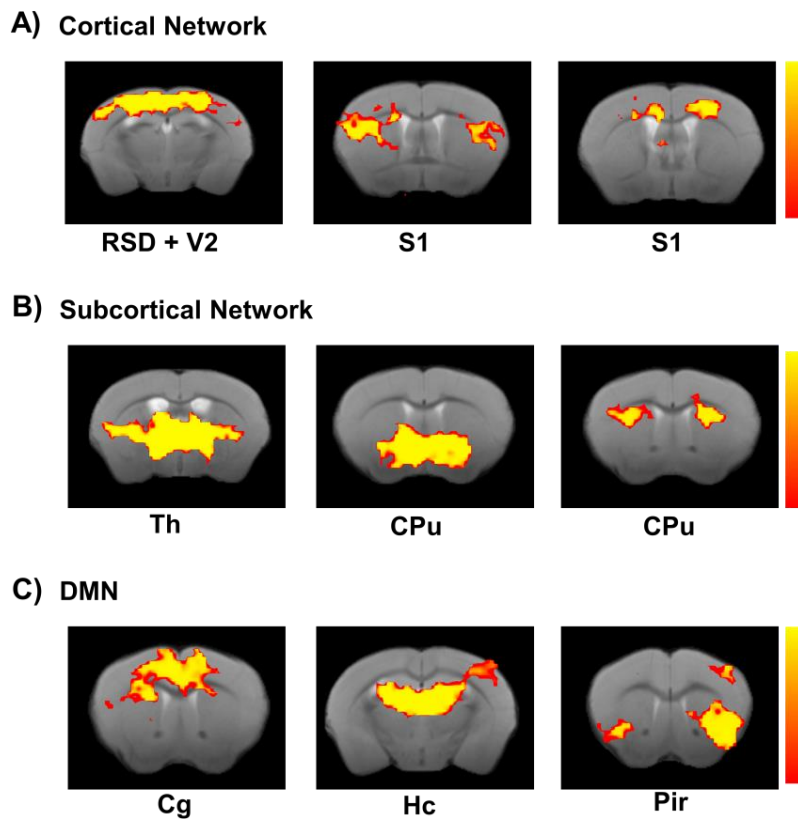 A) Cortical Network
RSD + V2
S1
S1
B) Subcortical Network
Th
CPu
CPu
C) DMN
Cg
Hc
Pir